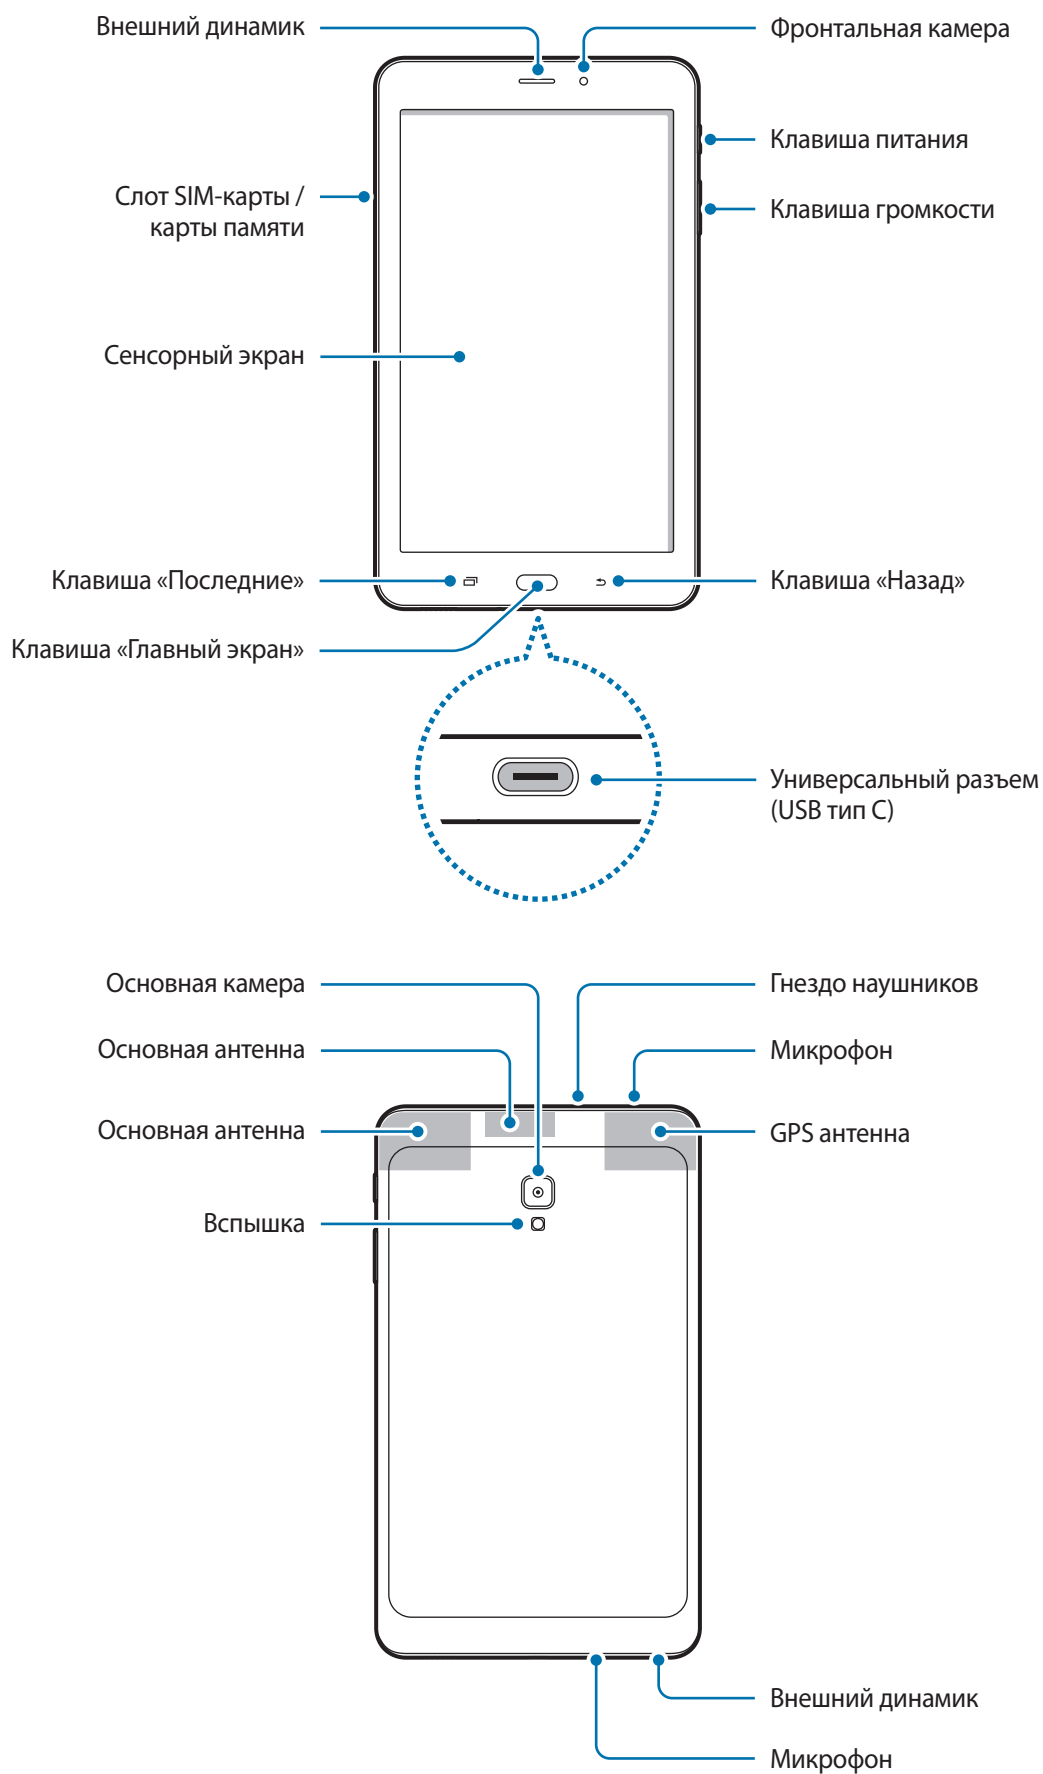 Внешний динамик
Фронтальная камера
Клавиша питания
Слот SIM-карты /
карты памяти
Клавиша громкости
Сенсорный экран
Клавиша «Последние»
Клавиша «Назад»
Клавиша «Главный экран»
Универсальный разъем
(USB тип C)
Основная камера
Гнездо наушников
Основная антенна
Микрофон
Основная антенна
GPS антенна
Вспышка
Внешний динамик
Микрофон